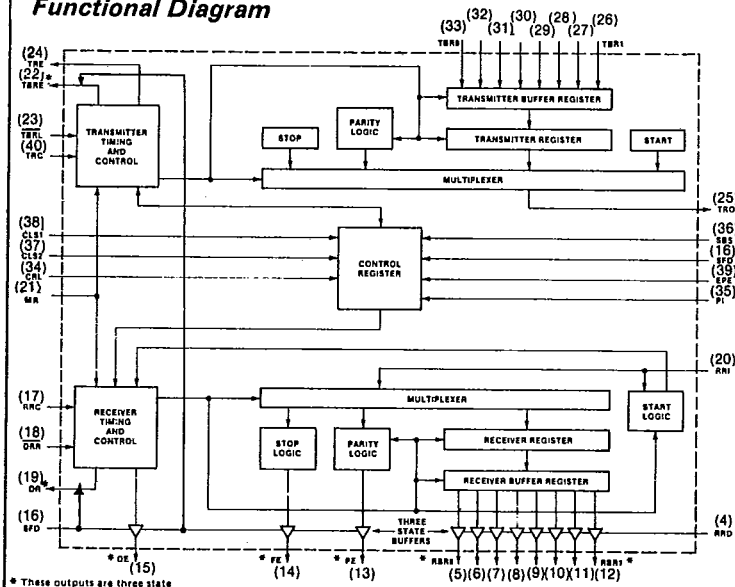 Functional Diagram
(33) (32) (31) (30) (29) (28) (27) (26)
TBR8 TBR1
(24)
TRE
(22)*
TBRE
(23)
TBRL
(40)
TRC
TRANSMITTER
TIMING
AND
CONTROL
TRANSMITTER BUFFER REGISTER
STOP
PARITY
LOGIC
TRANSMITTER REGISTER
START
MULTIPLEXER
(25)
TRO
(38)
CLS1
(37)
CLS2
(34)
CRL
(21)
MR
CONTROL
REGISTER
(36)
SBS
(16)
SFD
(39)
EPE
(35)
PI
(20)
RRI
(17)
RRC
(18)
DRR
(19)
DR*
(16)
SFD
RECEIVER
TIMING
AND
CONTROL
MULTIPLEXER
START
LOGIC
STOP
LOGIC
PARITY
LOGIC
RECEIVER REGISTER
RECEIVER BUFFER REGISTER
THREE
STATE
BUFFERS
(4)
RRD
* OE
(15)
* FE
(14)
* PE
(13)
* RBR8 RBR1 *
(5) (6) (7) (8) (9) (10) (11) (12)
* These outputs are three state